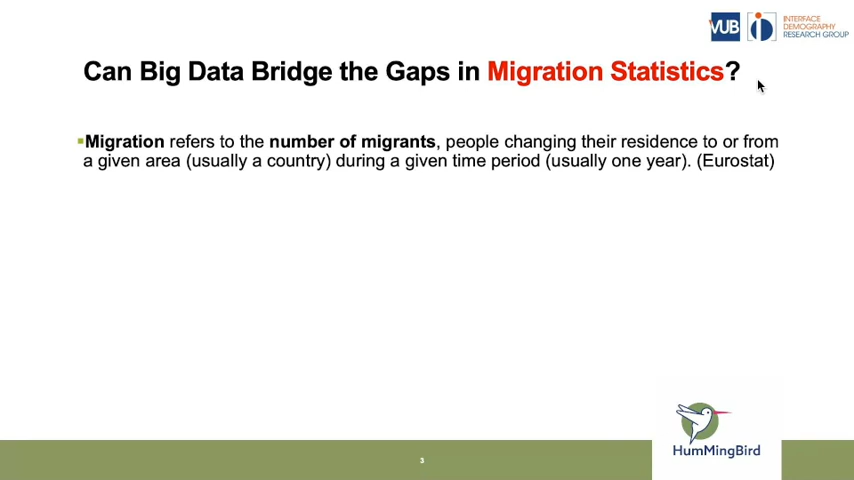 VUB
INTERFACE
DEMOGRAPHY
RESEARCH GROUP
Can Big Data Bridge the Gaps in Migration Statistics?
Migration refers to the number of migrants, people changing their residence to or from
a given area (usually a country) during a given time period (usually one year). (Eurostat)
HumMingBird
3